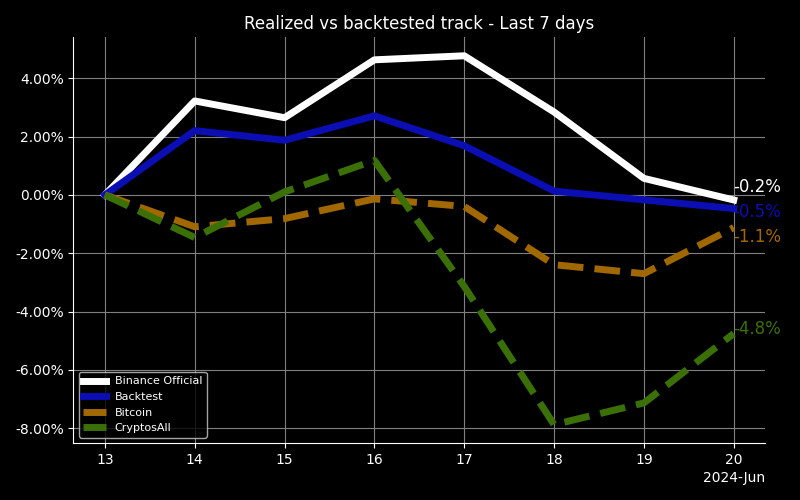 Realized vs backtested track - Last 7 days
4.00%
2.00%
0.00%
-2.00%
-4.00%
-6.00%
-8.00%
-0.2%
-0.5%
-1.1%
-4.8%
Binance Official
Backtest
Bitcoin
CryptosAll
13 14 15 16 17 18 19 20
2024-Jun